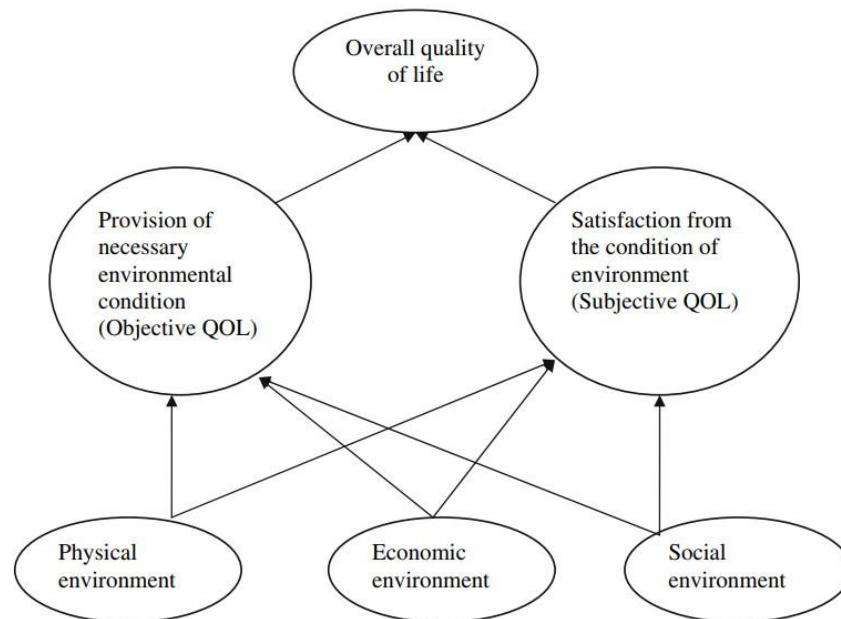 Overall quality
of life
Provision of
necessary
environmental
condition
(Objective QOL)
Satisfaction from
the condition of
environment
(Subjective QOL)
Physical
environment
Economic
environment
Social
environment